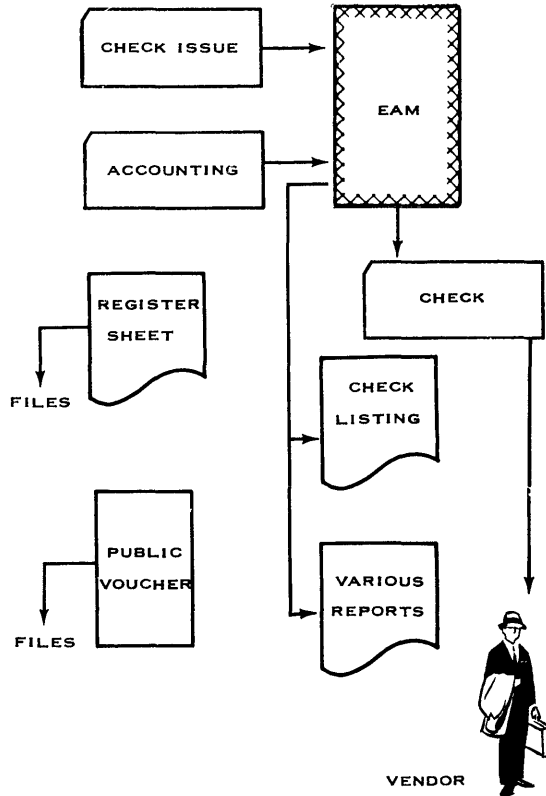 CHECK ISSUE
EAM
ACCOUNTING
REGISTER
SHEET
CHECK
FILES
CHECK
LISTING
PUBLIC
VOUCHER
VARIOUS
REPORTS
FILES
VENDOR